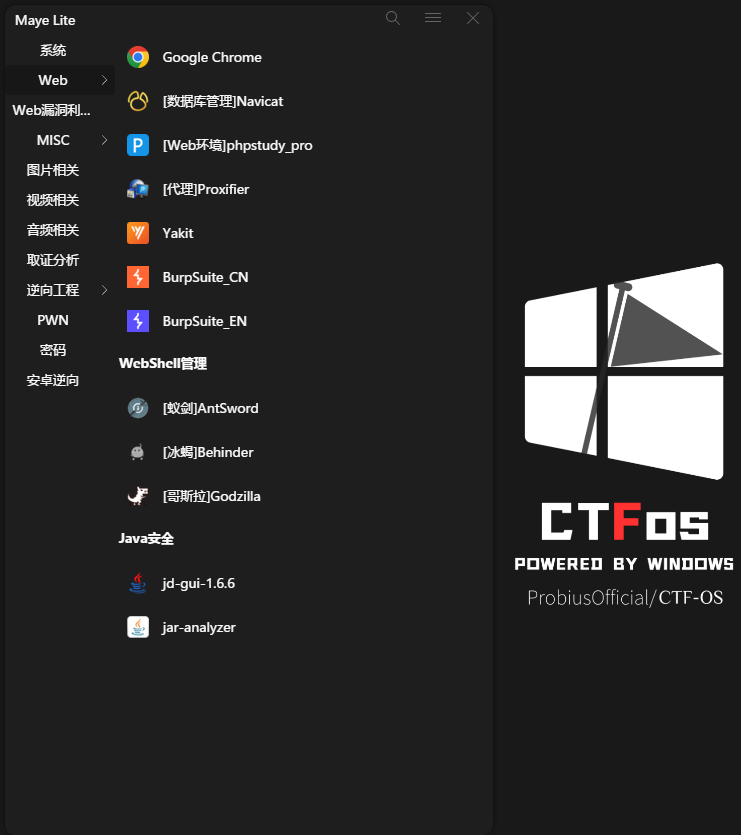 Maye Lite
系统
Web
Web漏洞利...
MISC
图片相关
视频相关
音频相关
取证分析
逆向工程
PWN
密码
安卓逆向
Google Chrome
[数据库管理]Navicat
[Web环境]phpstudy_pro
[代理]Proxifier
Yakit
BurpSuite_CN
BurpSuite_EN
WebShell管理
[蚁剑]AntSword
[冰蝎]Behinder
[哥斯拉]Godzilla
Java安全
jd-gui-1.6.6
jar-analyzer
CTFos
POWERED BY WINDOWS
ProbiusOfficial/CTF-OS